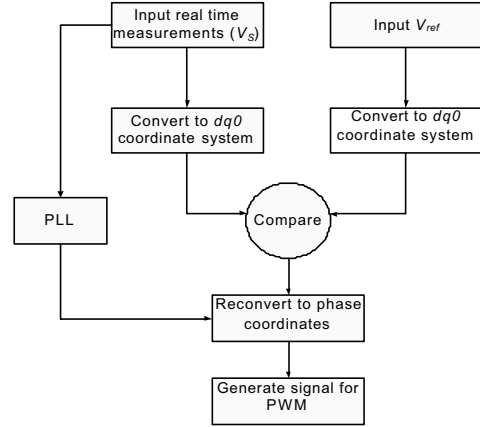 Input real time
measurements (VS)
Input Vref
Convert to dq0
coordinate system
Convert to dq0
coordinate system
PLL
Compare
Reconvert to phase
coordinates
Generate signal for
PWM